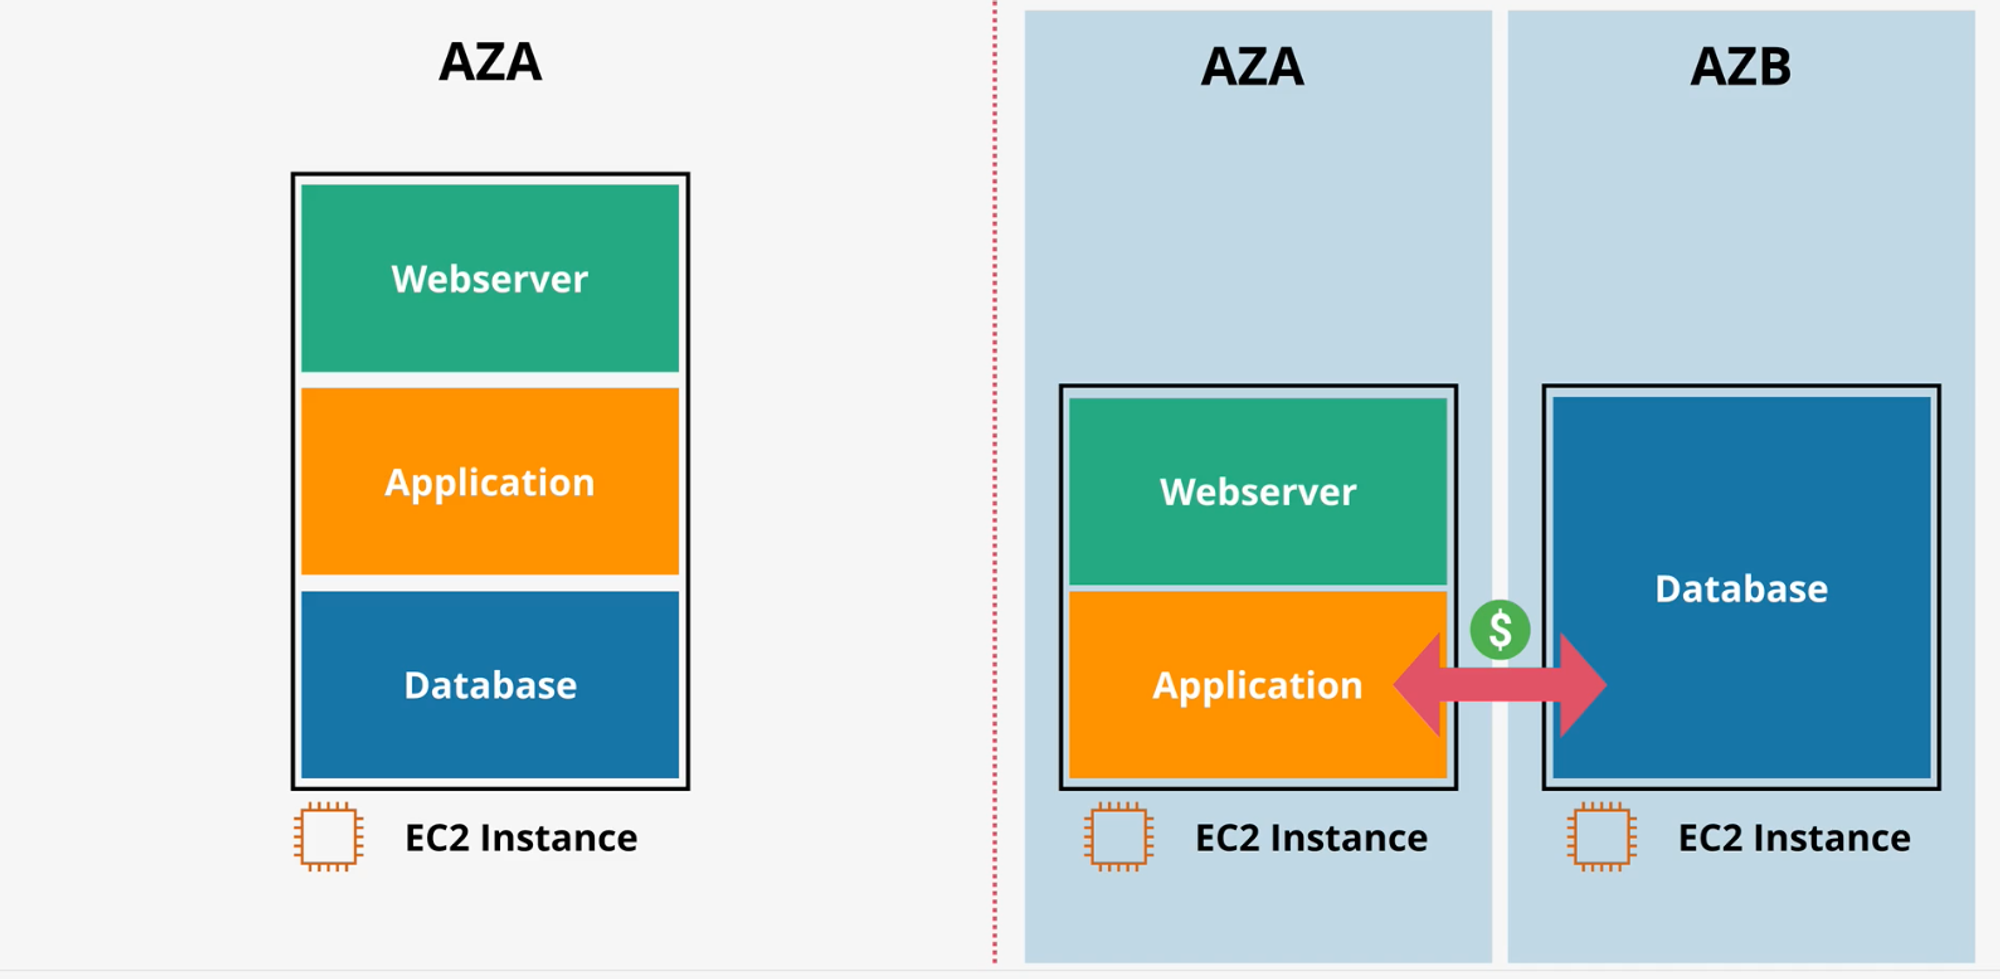 AZA
Webserver
Application
Database
EC2 Instance
AZA
Webserver
Application
EC2 Instance
$
AZB
Database
EC2 Instance